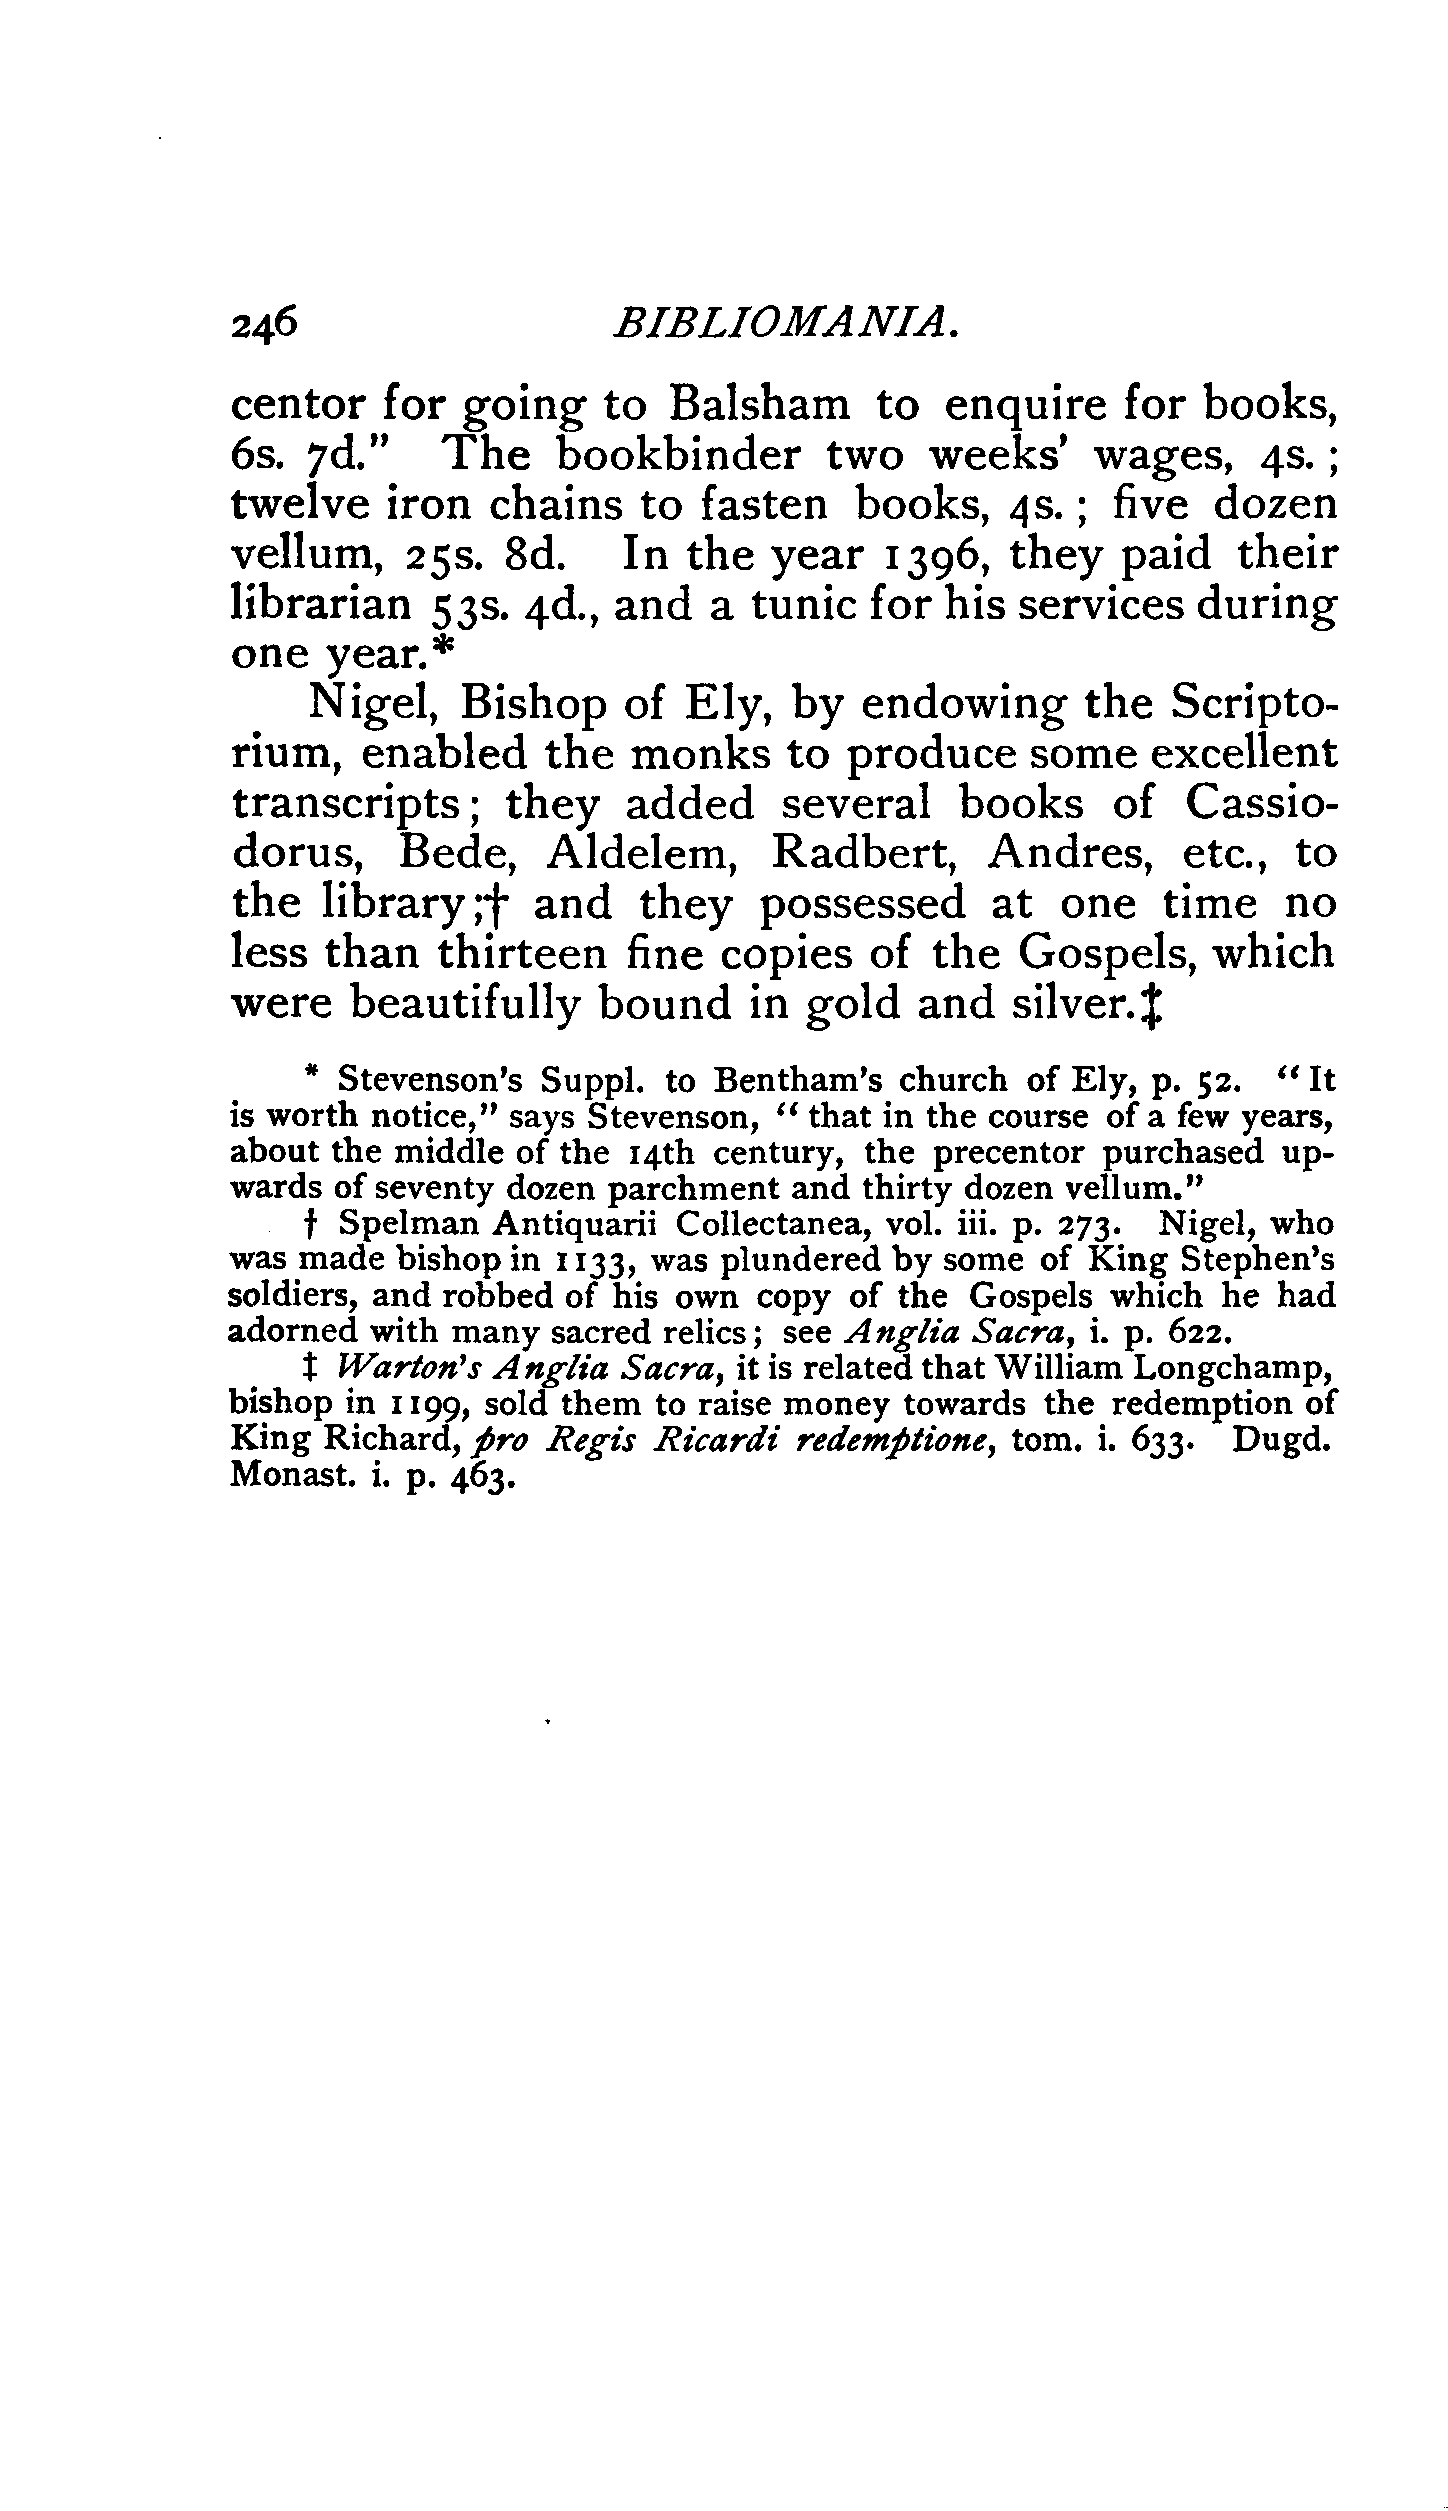 246 BIBLIOMANIA.
centor for going to Balsham to enquire for books,
6s. 7d." The bookbinder two weeks' wages, 4s. ;
twelve iron chains to fasten books, 4s. ; five dozen
vellum, 25s. 8d. In the year 1396, they paid their
librarian 53s. 4d., and a tunic for his services during
one year.*
Nigel, Bishop of Ely, by endowing the Scripto-
rium, enabled the monks to produce some excellent
transcripts ; they added several books of Cassio-
dorus, Bede, Aldelem, Radbert, Andres, etc., to
the library ;† and they possessed at one time no
less than thirteen fine copies of the Gospels, which
were beautifully bound in gold and silver.‡
* Stevenson's Suppl. to Bentham's church of Ely, p. 52. "It
is worth notice," says Stevenson, "that in the course of a few years,
about the middle of the 14th century, the precentor purchased up-
wards of seventy dozen parchment and thirty dozen vellum."
† Spelman Antiquarii Collectanea, vol. iii. p. 273. Nigel, who
was made bishop in 1133, was plundered by some of King Stephen's
soldiers, and robbed of his own copy of the Gospels which he had
adorned with many sacred relics ; see Anglia Sacra, i. p. 622.
‡ Warton's Anglia Sacra, it is related that William Longchamp,
bishop in 1199, sold them to raise money towards the redemption of
King Richard, pro Regis Ricardi redemptione, tom. i. 633. Dugd.
Monast. i. p. 463.